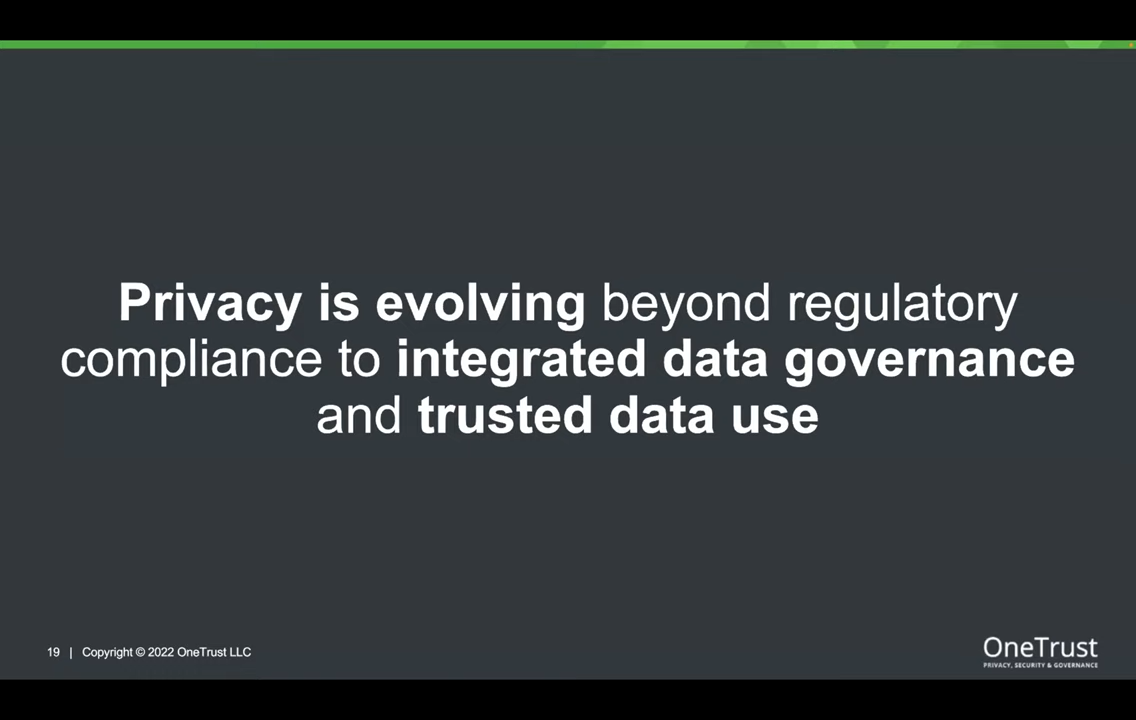 Privacy is evolving beyond regulatory
compliance to integrated data governance
and trusted data use
19 | Copyright © 2022 OneTrust LLC
OneTrust
PRIVACY, SECURITY & GOVERNANCE